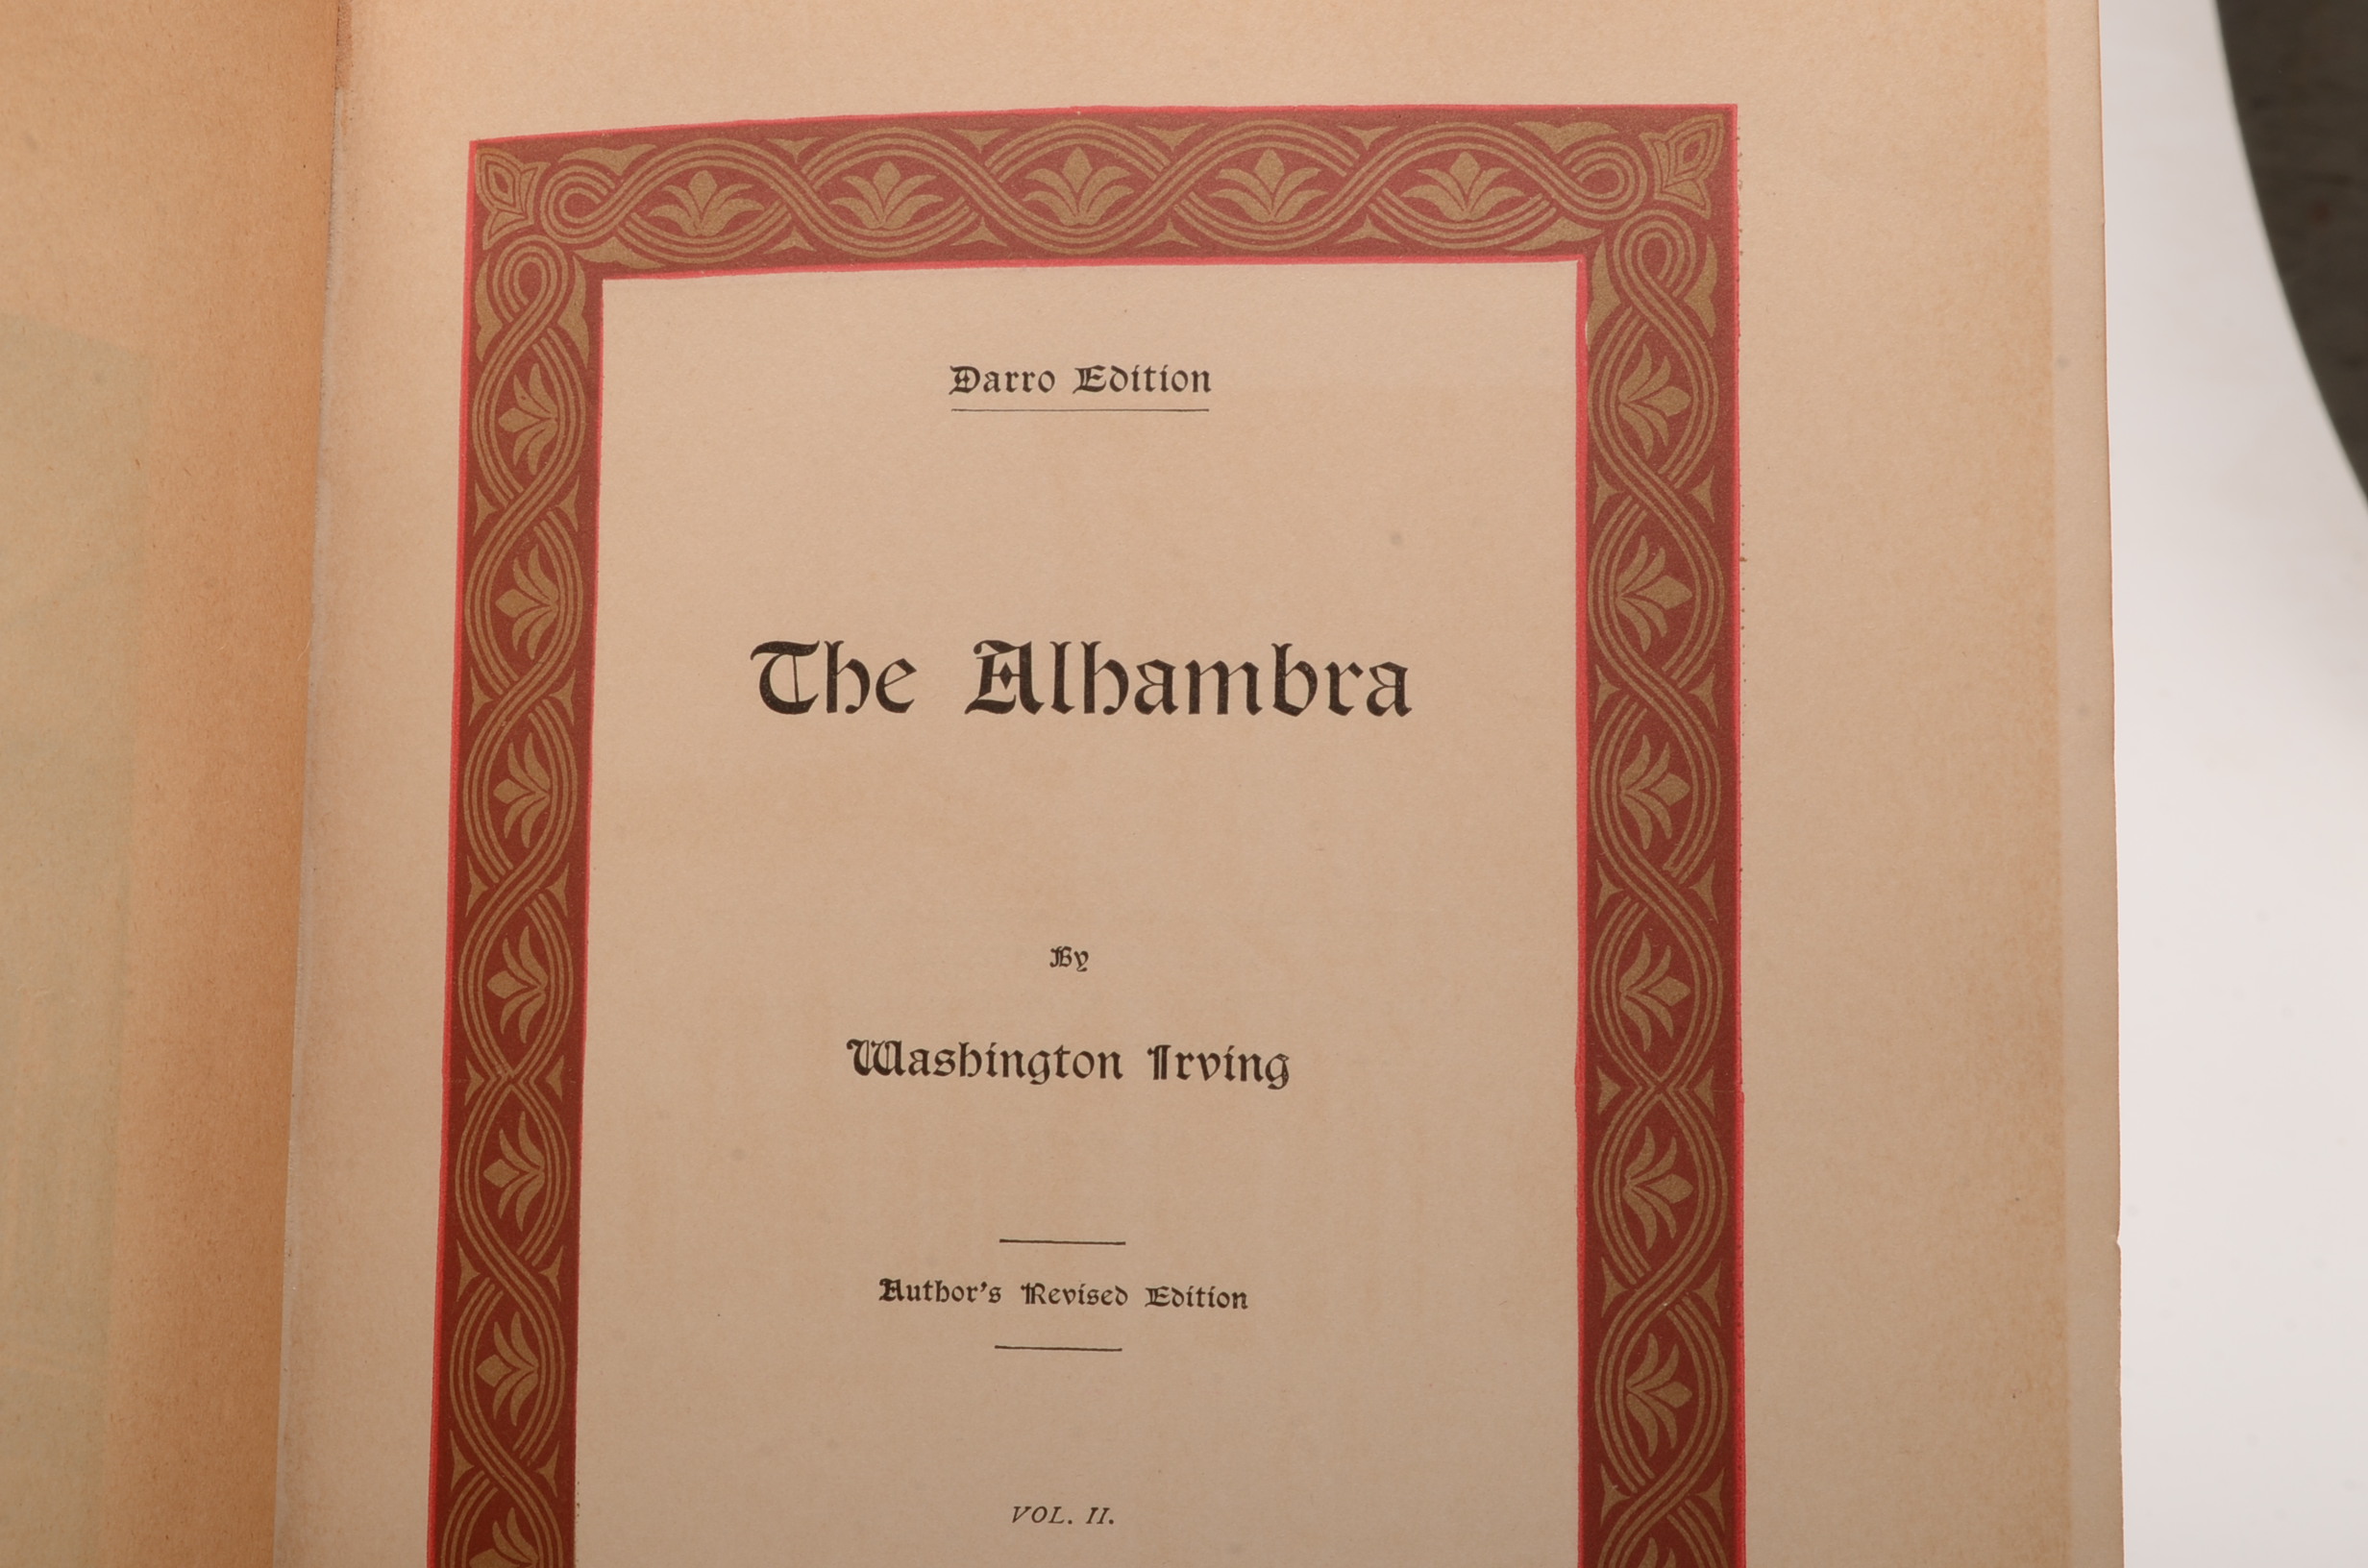 Darro Edition
The Alhambra
By
Washington Irving
Author's Revised Edition
VOL. II.